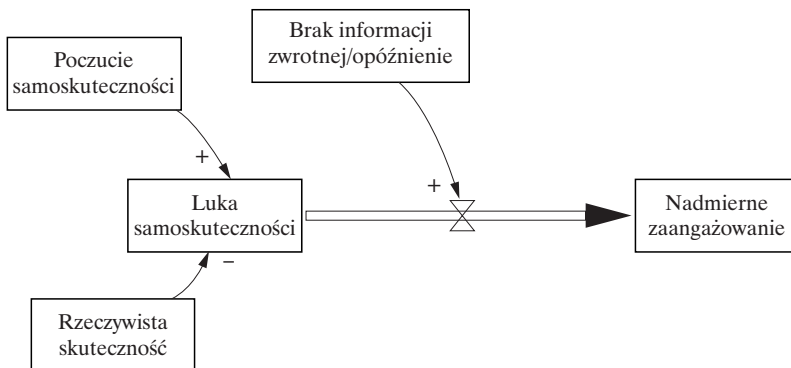 Brak informacji
zwrotnej/opóźnienie
Poczucie
samoskuteczności
+
+
Luka
samoskuteczności
Nadmierne
zaangażowanie
−
Rzeczywista
skuteczność